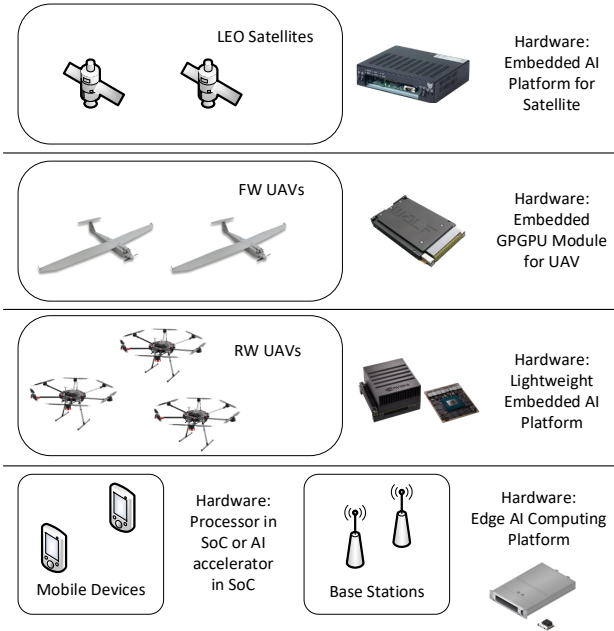 LEO Satellites
Hardware:
Embedded AI
Platform for
Satellite
FW UAVs
WOLF
Hardware:
Embedded
GPGPU Module
for UAV
RW UAVs
Hardware:
Lightweight
Embedded AI
Platform
Mobile Devices
Hardware:
Processor in
SoC or AI
accelerator
in SoC
Base Stations
Hardware:
Edge AI Computing
Platform